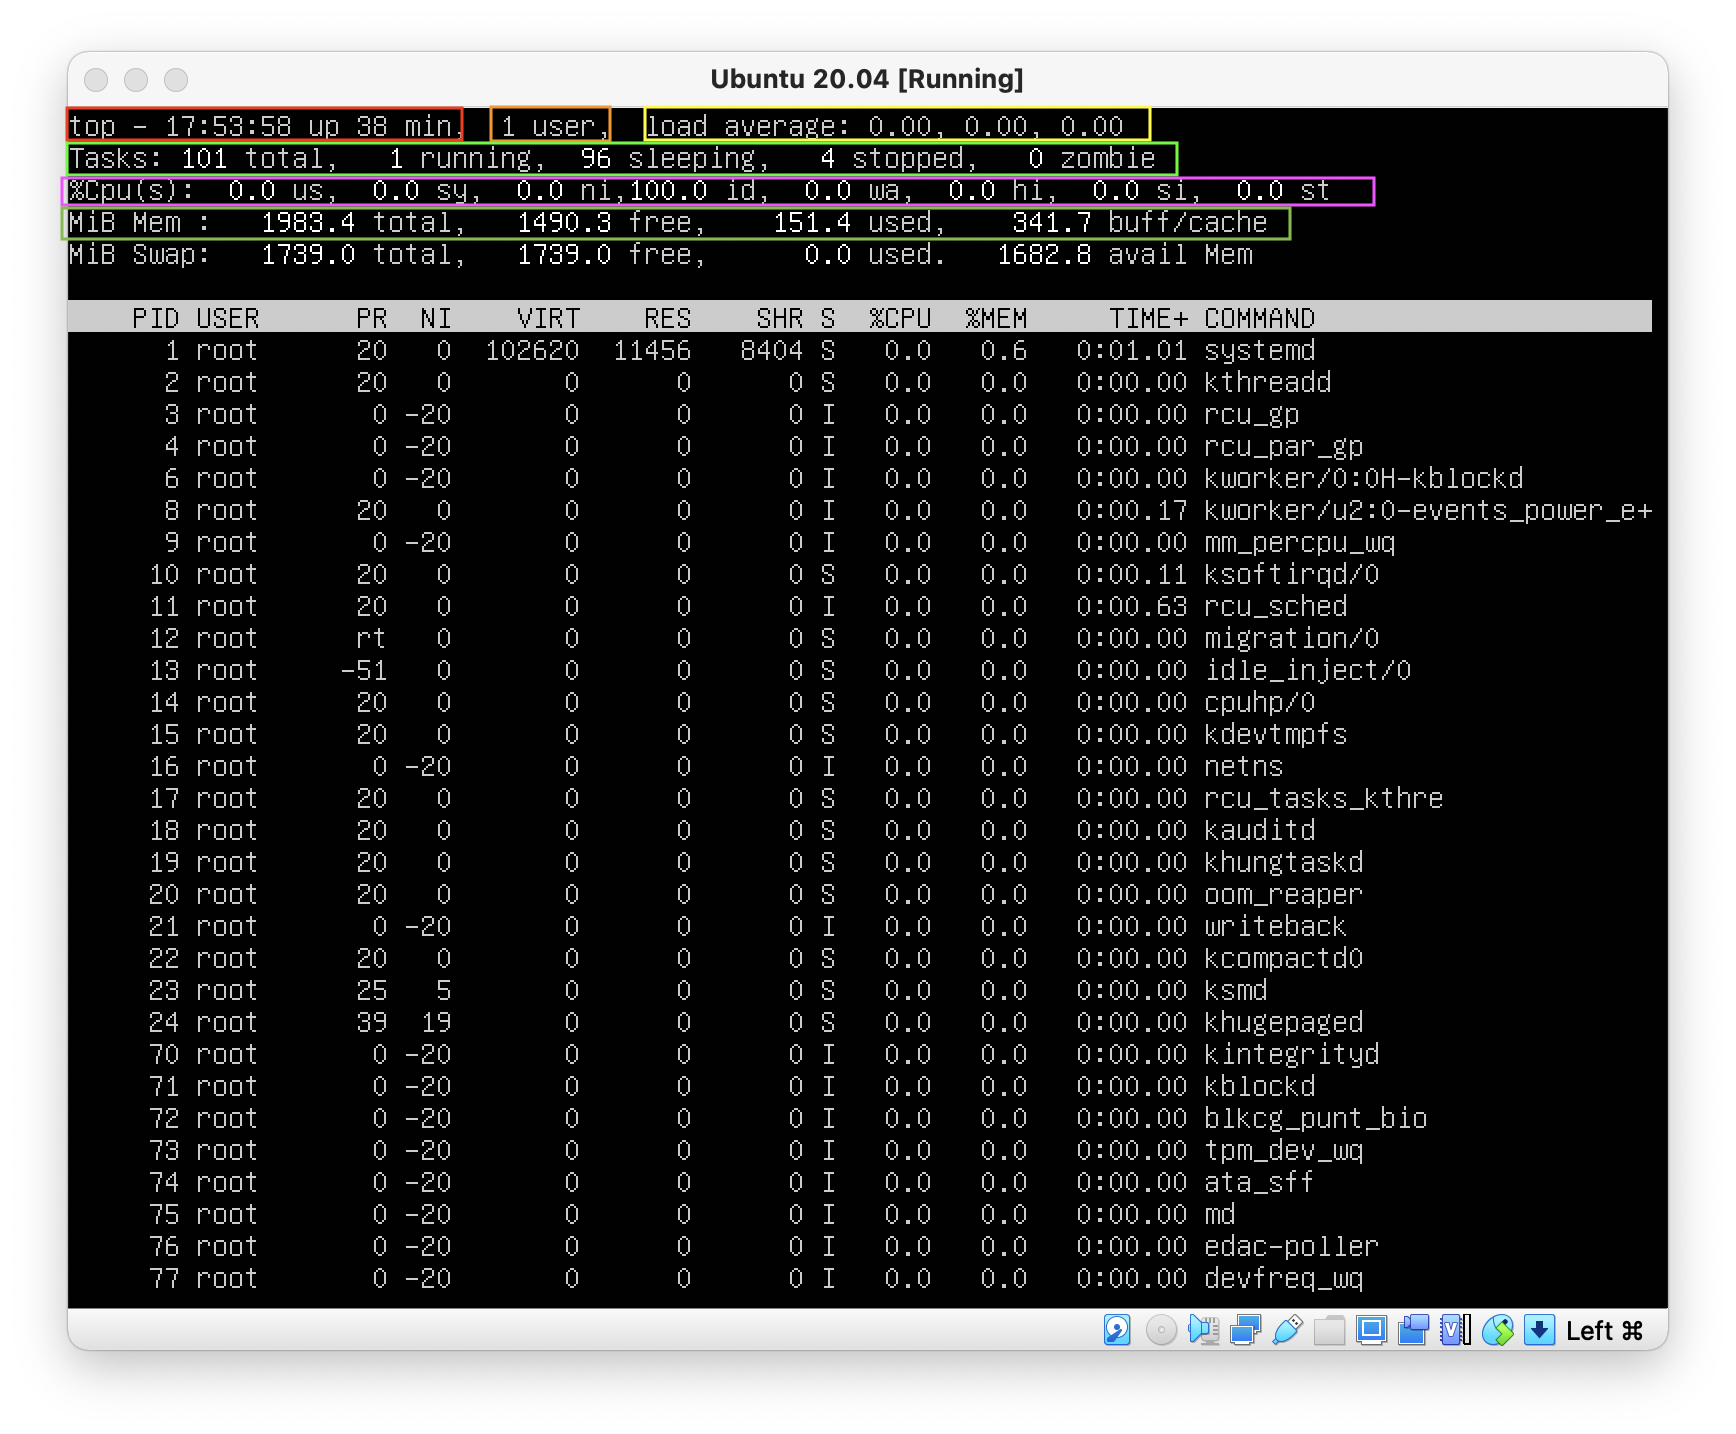 Ubuntu 20.04 [Running]
top - 17:53:58 up 38 min,  1 user,  load average: 0.00, 0.00, 0.00
Tasks: 101 total,   1 running,  96 sleeping,   4 stopped,   0 zombie
%Cpu(s):  0.0 us,  0.0 sy,  0.0 ni,100.0 id,  0.0 wa,  0.0 hi,  0.0 si,  0.0 st
MiB Mem :   1983.4 total,   1490.3 free,    151.4 used,    341.7 buff/cache
MiB Swap:   1739.0 total,   1739.0 free,      0.0 used.   1682.8 avail Mem
PID USER      PR  NI    VIRT    RES    SHR S  %CPU  %MEM     TIME+ COMMAND
1 root      20   0  102620  11456   8404 S   0.0   0.6   0:01.01 systemd
2 root      20   0       0      0      0 S   0.0   0.0   0:00.00 kthreadd
3 root       0 -20       0      0      0 I   0.0   0.0   0:00.00 rcu_gp
4 root       0 -20       0      0      0 I   0.0   0.0   0:00.00 rcu_par_gp
6 root       0 -20       0      0      0 I   0.0   0.0   0:00.00 kworker/0:0H-kblockd
8 root      20   0       0      0      0 I   0.0   0.0   0:00.17 kworker/u2:0-events_power_e+
9 root       0 -20       0      0      0 I   0.0   0.0   0:00.00 mm_percpu_wq
10 root      20   0       0      0      0 S   0.0   0.0   0:00.11 ksoftirqd/0
11 root      20   0       0      0      0 I   0.0   0.0   0:00.63 rcu_sched
12 root      rt   0       0      0      0 S   0.0   0.0   0:00.00 migration/0
13 root     -51   0       0      0      0 S   0.0   0.0   0:00.00 idle_inject/0
14 root      20   0       0      0      0 S   0.0   0.0   0:00.00 cpuhp/0
15 root      20   0       0      0      0 S   0.0   0.0   0:00.00 kdevtmpfs
16 root       0 -20       0      0      0 I   0.0   0.0   0:00.00 netns
17 root      20   0       0      0      0 S   0.0   0.0   0:00.00 rcu_tasks_kthre
18 root      20   0       0      0      0 S   0.0   0.0   0:00.00 kauditd
19 root      20   0       0      0      0 S   0.0   0.0   0:00.00 khungtaskd
20 root      20   0       0      0      0 S   0.0   0.0   0:00.00 oom_reaper
21 root       0 -20       0      0      0 I   0.0   0.0   0:00.00 writeback
22 root      20   0       0      0      0 S   0.0   0.0   0:00.00 kcompactd0
23 root      25   5       0      0      0 S   0.0   0.0   0:00.00 ksmd
24 root      39  19       0      0      0 S   0.0   0.0   0:00.00 khugepaged
70 root       0 -20       0      0      0 I   0.0   0.0   0:00.00 kintegrityd
71 root       0 -20       0      0      0 I   0.0   0.0   0:00.00 kblockd
72 root       0 -20       0      0      0 I   0.0   0.0   0:00.00 blkcg_punt_bio
73 root       0 -20       0      0      0 I   0.0   0.0   0:00.00 tpm_dev_wq
74 root       0 -20       0      0      0 I   0.0   0.0   0:00.00 ata_sff
75 root       0 -20       0      0      0 I   0.0   0.0   0:00.00 md
76 root       0 -20       0      0      0 I   0.0   0.0   0:00.00 edac-poller
77 root       0 -20       0      0      0 I   0.0   0.0   0:00.00 devfreq_wq
Left ⌘